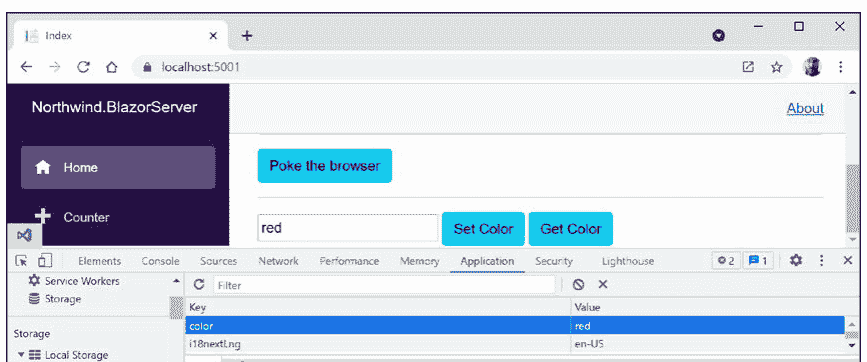 Index
localhost:5001
Northwind.BlazorServer
About
Home
Poke the browser
Counter
red Set Color Get Color
Elements Console Sources Network Performance Memory Application Security Lighthouse 2 1
Service Workers
Filter
Storage
Key Value
color red
Storage
i18nextLng en-US
Local Storage